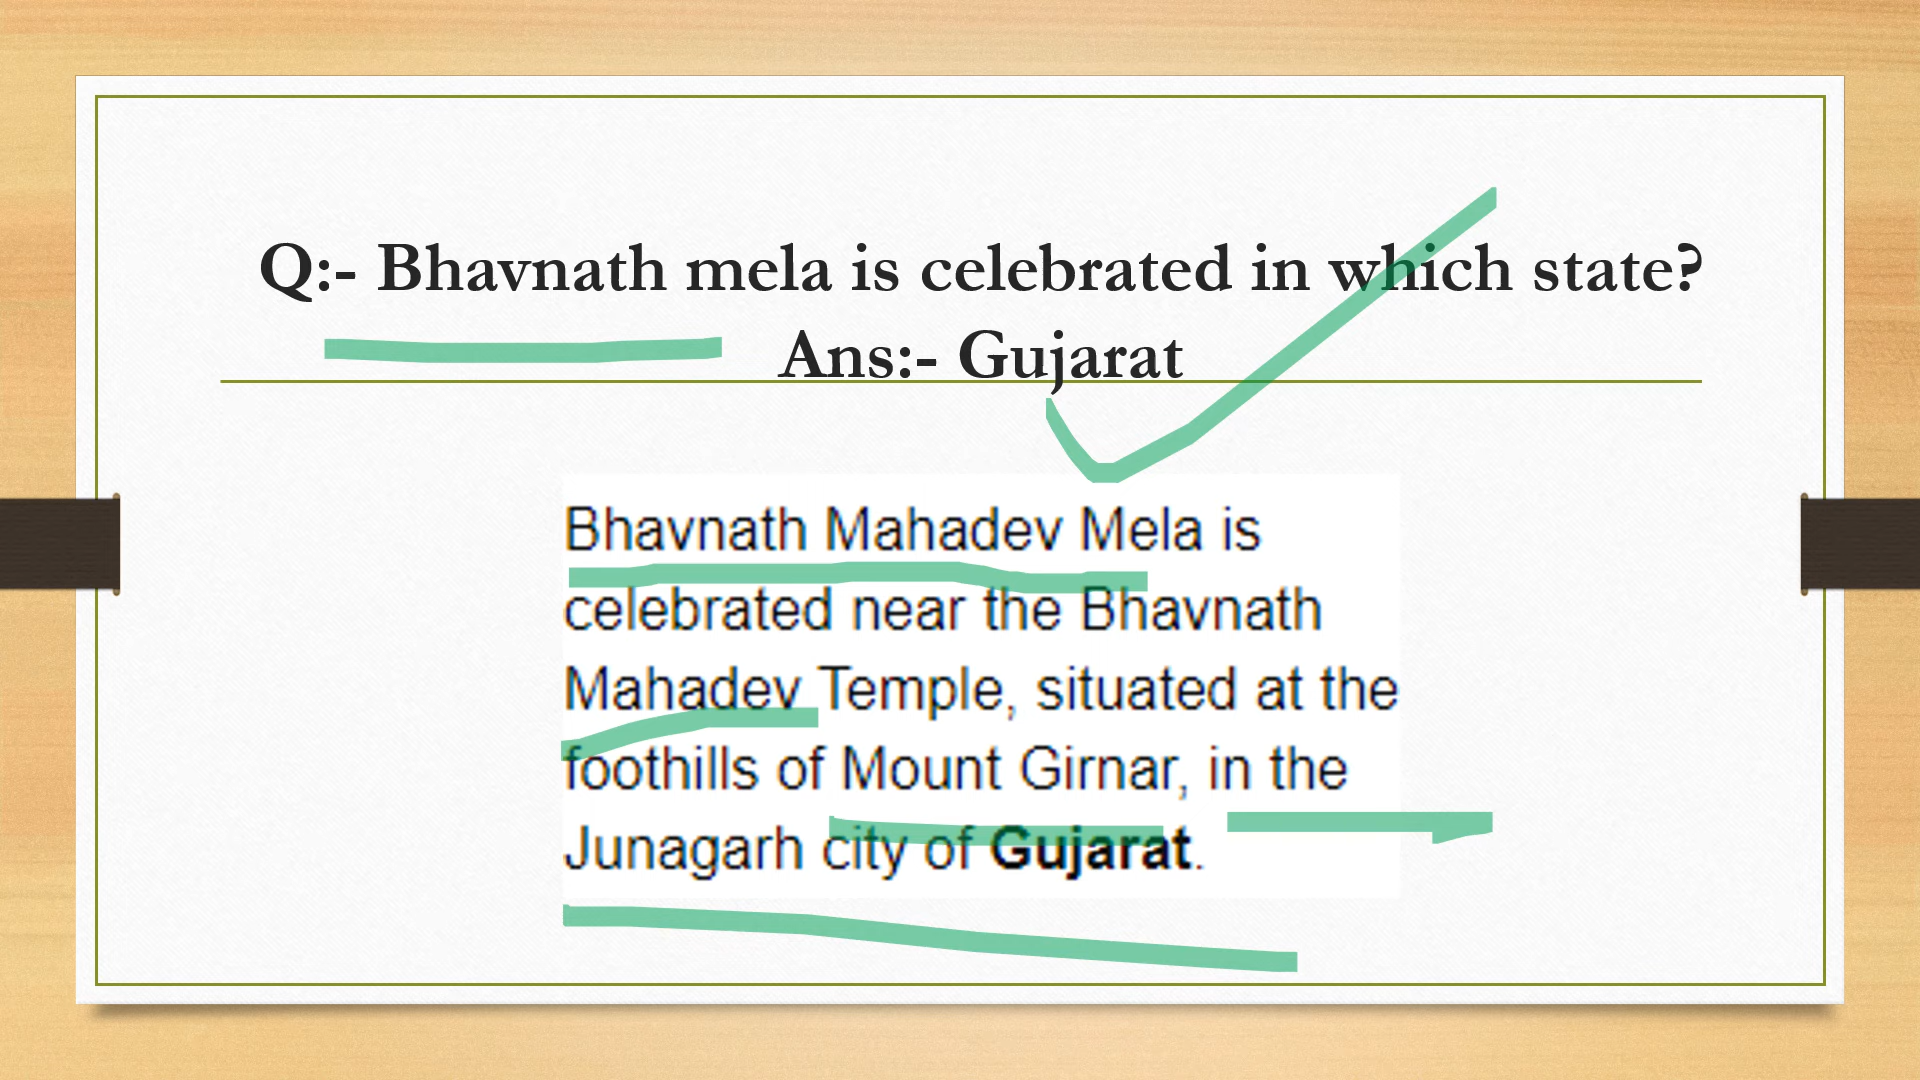 Q:- Bhavnath mela is celebrated in which state?
Ans:- Gujarat
Bhavnath Mahadev Mela is
celebrated near the Bhavnath
Mahadev Temple, situated at the
foothills of Mount Girnar, in the
Junagarh city of Gujarat.